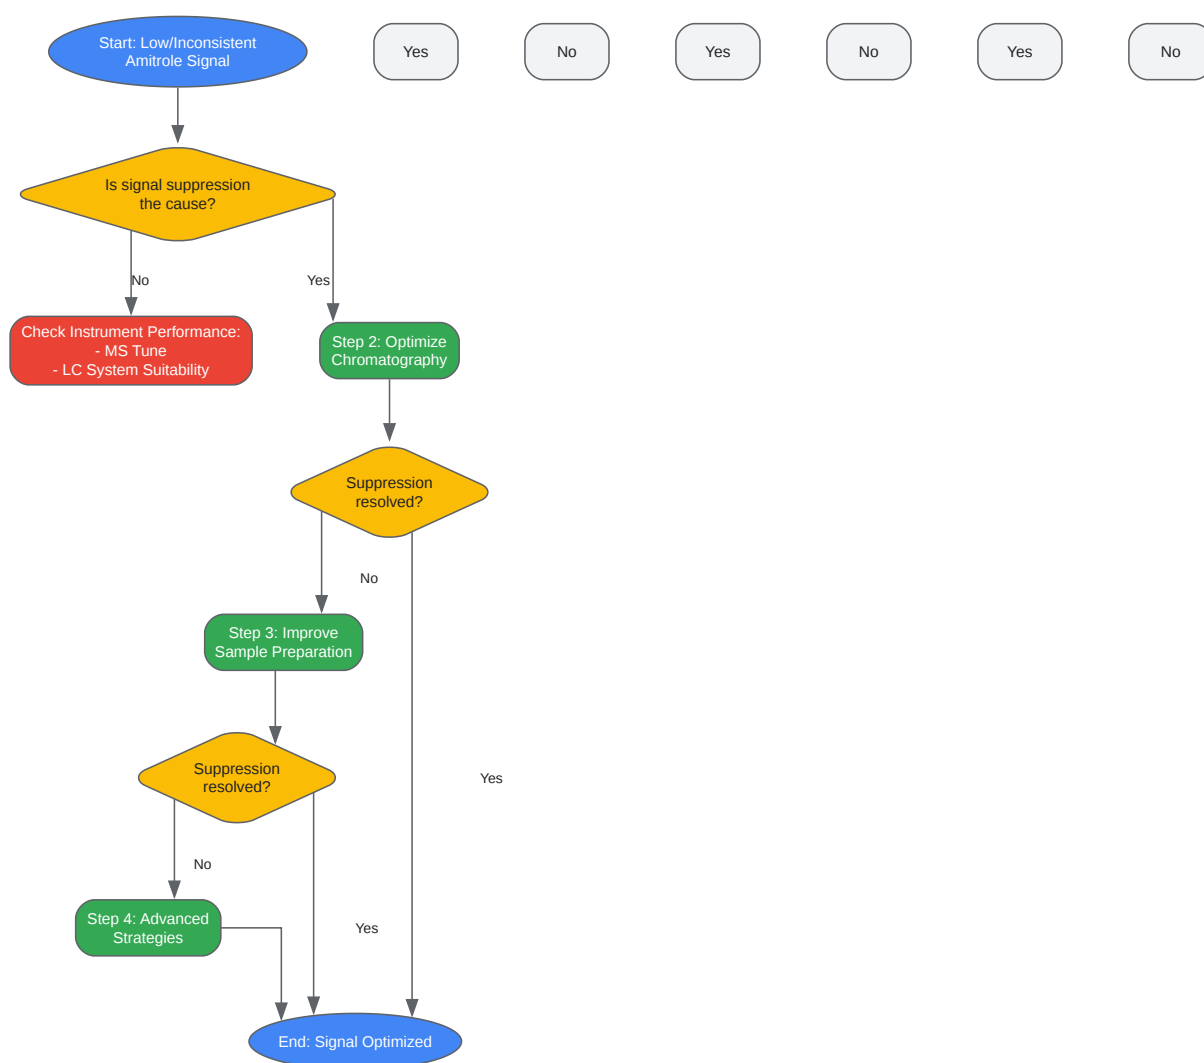 Start: Low/Inconsistent
Amitrole Signal
Yes
No
Yes
No
Yes
No
Is signal suppression
the cause?
No
Yes
Check Instrument Performance:
- MS Tune
- LC System Suitability
Step 2: Optimize
Chromatography
Suppression
resolved?
No
Step 3: Improve
Sample Preparation
Suppression
resolved?
Yes
No
Step 4: Advanced
Strategies
Yes
End: Signal Optimized